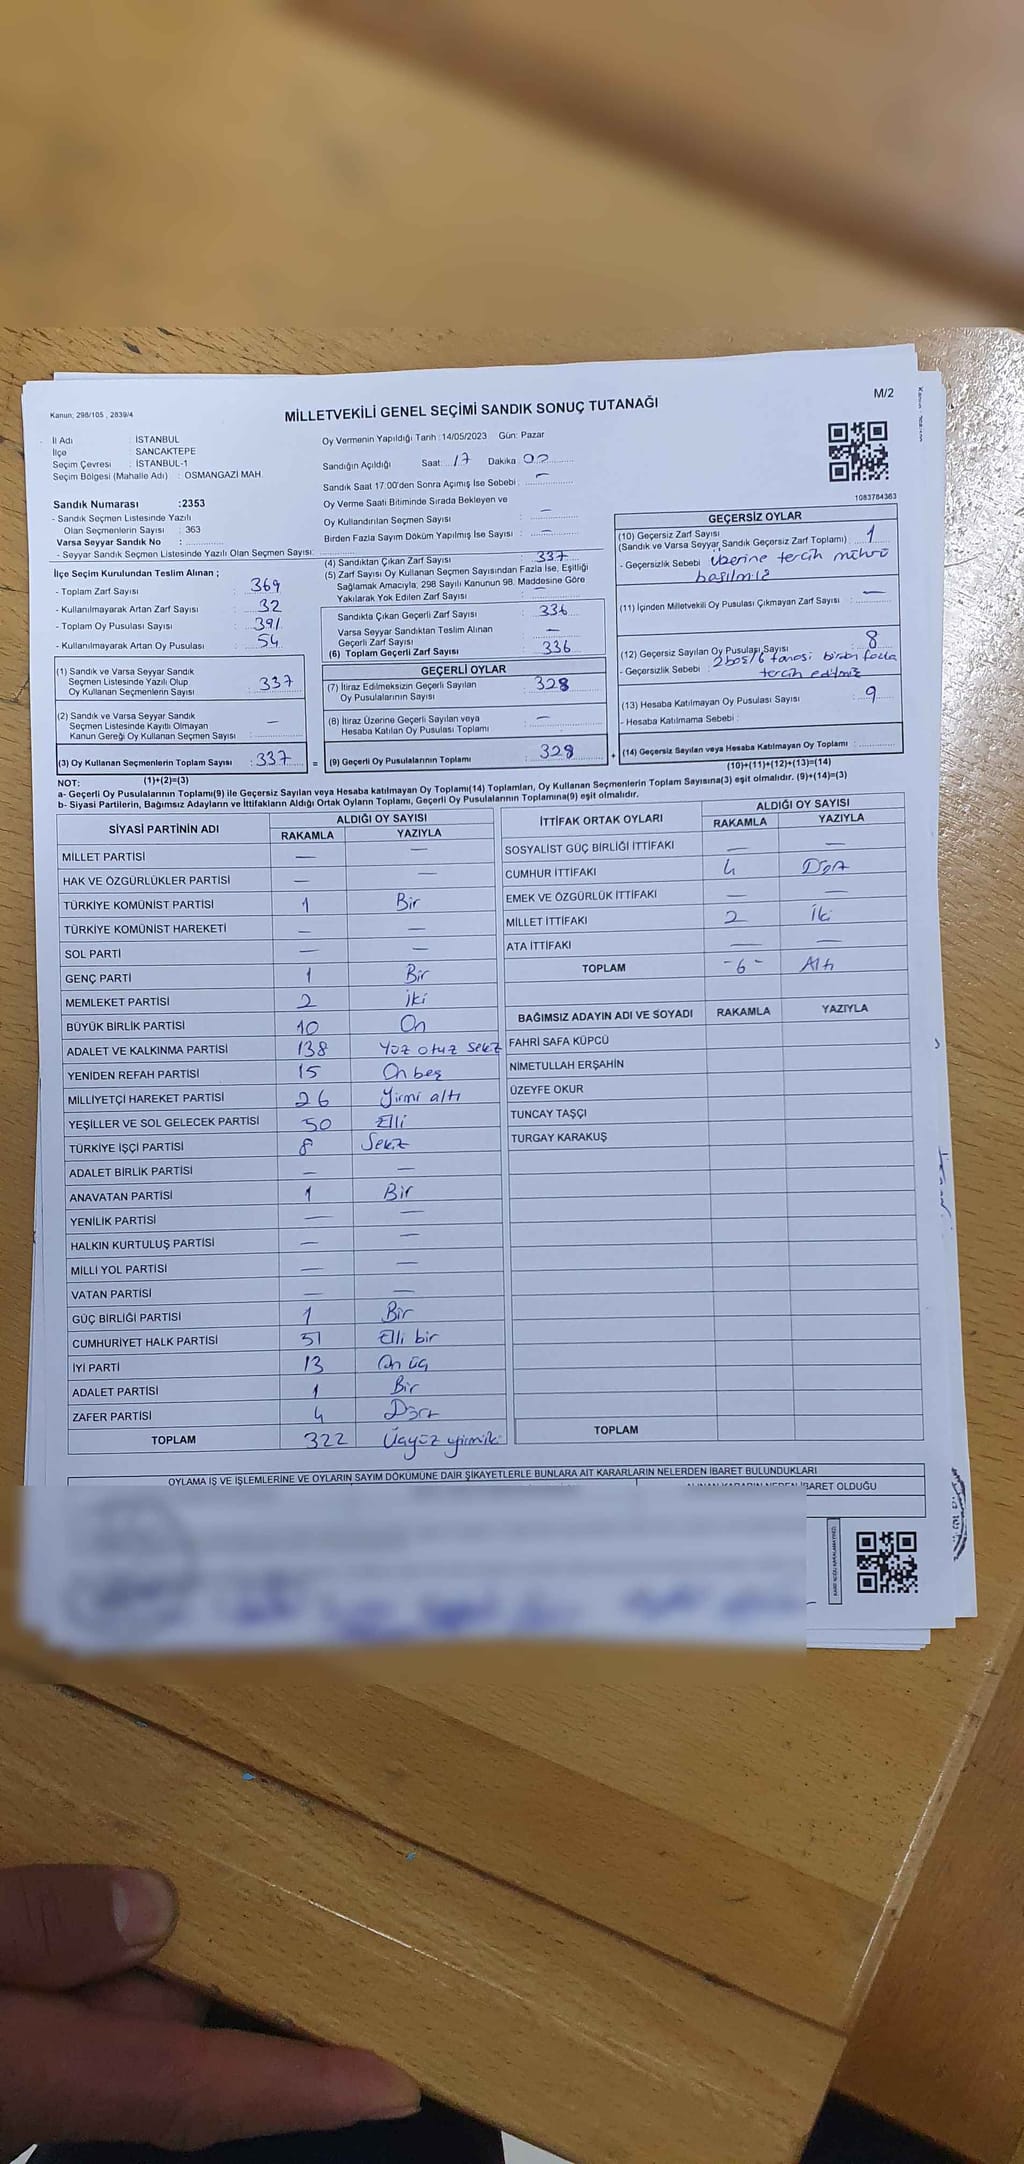 Kanun; 298/105 , 2839/4
MİLLETVEKİLİ GENEL SEÇİMİ SANDIK SONUÇ TUTANAĞI
M/2
İl Adı : İSTANBUL
İlçe : SANCAKTEPE
Seçim Çevresi : İSTANBUL-1
Seçim Bölgesi (Mahalle Adı) : OSMANGAZİ MAH.
Oy Vermenin Yapıldığı Tarih :14/05/2023 Gün: Pazar
Sandığın Açıldığı Saat 17 Dakika 00
Sandık Saat 17.00'den Sonra Açımış İse Sebebi : —
Oy Verme Saati Bitiminde Sırada Bekleyen ve
Oy Kullandırılan Seçmen Sayısı : —
Birden Fazla Sayım Döküm Yapılmış İse Sayısı : —
1083784363
Sandık Numarası :2353
- Sandık Seçmen Listesinde Yazılı
Olan Seçmenlerin Sayısı : 363
Varsa Seyyar Sandık No :
- Seyyar Sandık Seçmen Listesinde Yazılı Olan Seçmen Sayısı:
İlçe Seçim Kurulundan Teslim Alınan ;
- Toplam Zarf Sayısı : 369
- Kullanılmayarak Artan Zarf Sayısı : 32
- Toplam Oy Pusulası Sayısı : 391
- Kullanılmayarak Artan Oy Pusulası : 54
(1) Sandık ve Varsa Seyyar Sandık
Seçmen Listesinde Yazılı Olup
Oy Kullanan Seçmenlerin Sayısı : 337
(2) Sandık ve Varsa Seyyar Sandık
Seçmen Listesinde Kayıtlı Olmayan
Kanun Gereği Oy Kullanan Seçmen Sayısı : —
(3) Oy Kullanan Seçmenlerin Toplam Sayısı : 337 =
(4) Sandıktan Çıkan Zarf Sayısı : 337
(5) Zarf Sayısı Oy Kullanan Seçmen Sayısından Fazla İse, Eşitliği
Sağlamak Amacıyla, 298 Sayılı Kanunun 98. Maddesine Göre
Yakılarak Yok Edilen Zarf Sayısı : —
Sandıkta Çıkan Geçerli Zarf Sayısı : 336
Varsa Seyyar Sandıktan Teslim Alınan
Geçerli Zarf Sayısı : —
(6) Toplam Geçerli Zarf Sayısı : 336
GEÇERLİ OYLAR
(7) İtiraz Edilmeksizin Geçerli Sayılan
Oy Pusulalarının Sayısı : 328
(8) İtiraz Üzerine Geçerli Sayılan veya
Hesaba Katılan Oy Pusulası Toplamı : —
(9) Geçerli Oy Pusulalarının Toplamı : 328 +
GEÇERSİZ OYLAR
(10) Geçersiz Zarf Sayısı
(Sandık ve Varsa Seyyar Sandık Geçersiz Zarf Toplamı) : 1
- Geçersizlik Sebebi : Üzerine tercih mührü
basılmış
(11) İçinden Milletvekili Oy Pusulası Çıkmayan Zarf Sayısı : —
(12) Geçersiz Sayılan Oy Pusulası Sayısı : 8
- Geçersizlik Sebebi : 2 boş/6 tanesi birden fazla
tercih edilmiş
(13) Hesaba Katılmayan Oy Pusulası Sayısı : 9
- Hesaba Katılmama Sebebi :
(14) Geçersiz Sayılan veya Hesaba Katılmayan Oy Toplamı :
NOT: (1)+(2)=(3) (10)+(11)+(12)+(13)=(14)
a- Geçerli Oy Pusulalarının Toplamı(9) ile Geçersiz Sayılan veya Hesaba katılmayan Oy Toplamı(14) Toplamları, Oy Kullanan Seçmenlerin Toplam Sayısına(3) eşit olmalıdır. (9)+(14)=(3)
b- Siyasi Partilerin, Bağımsız Adayların ve İttifakların Aldığı Ortak Oyların Toplamı, Geçerli Oy Pusulalarının Toplamına(9) eşit olmalıdır.
SİYASİ PARTİNİN ADI ALDIĞI OY SAYISI
RAKAMLA YAZIYLA
MİLLET PARTİSİ — —
HAK VE ÖZGÜRLÜKLER PARTİSİ — —
TÜRKİYE KOMÜNİST PARTİSİ 1 Bir
TÜRKİYE KOMÜNİST HAREKETİ — —
SOL PARTİ — —
GENÇ PARTİ 1 Bir
MEMLEKET PARTİSİ 2 İki
BÜYÜK BİRLİK PARTİSİ 10 On
ADALET VE KALKINMA PARTİSİ 138 Yüz otuz sekiz
YENİDEN REFAH PARTİSİ 15 On beş
MİLLİYETÇİ HAREKET PARTİSİ 26 Yirmi altı
YEŞİLLER VE SOL GELECEK PARTİSİ 50 Elli
TÜRKİYE İŞÇİ PARTİSİ 8 Sekiz
ADALET BİRLİK PARTİSİ — —
ANAVATAN PARTİSİ 1 Bir
YENİLİK PARTİSİ — —
HALKIN KURTULUŞ PARTİSİ — —
MİLLİ YOL PARTİSİ — —
VATAN PARTİSİ — —
GÜÇ BİRLİĞİ PARTİSİ 1 Bir
CUMHURİYET HALK PARTİSİ 51 Elli bir
İYİ PARTİ 13 On üç
ADALET PARTİSİ 1 Bir
ZAFER PARTİSİ 4 Dört
TOPLAM 322 Üçyüz yirmiiki
İTTİFAK ORTAK OYLARI ALDIĞI OY SAYISI
RAKAMLA YAZIYLA
SOSYALİST GÜÇ BİRLİĞİ İTTİFAKI — —
CUMHUR İTTİFAKI 4 Dört
EMEK VE ÖZGÜRLÜK İTTİFAKI — —
MİLLET İTTİFAKI 2 İki
ATA İTTİFAKI — —
TOPLAM -6- Altı
BAĞIMSIZ ADAYIN ADI VE SOYADI RAKAMLA YAZIYLA
FAHRİ SAFA KÜPCÜ
NİMETULLAH ERŞAHİN
ÜZEYFE OKUR
TUNCAY TAŞÇI
TURGAY KARAKUŞ
TOPLAM
OYLAMA İŞ VE İŞLEMLERİNE VE OYLARIN SAYIM DÖKÜMÜNE DAİR ŞİKAYETLERLE BUNLARA AİT KARARLARIN NELERDEN İBARET BULUNDUKLARI
İBARET OLDUĞU